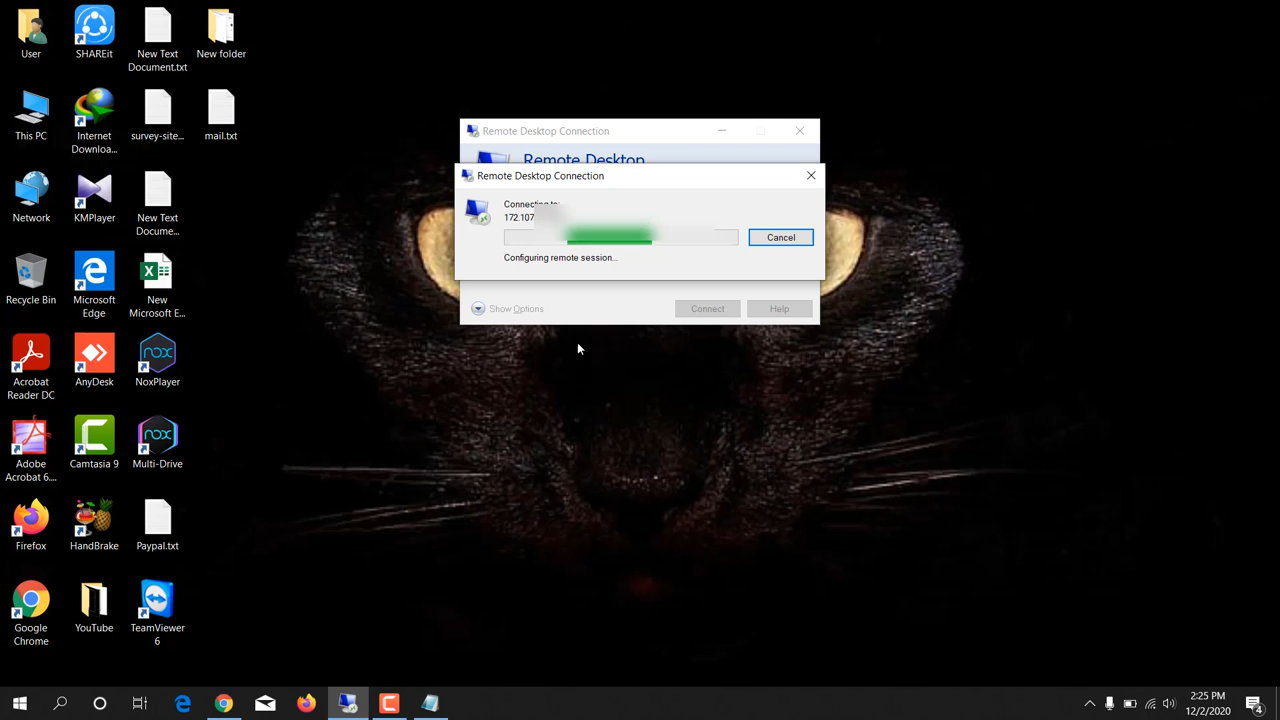 User
SHAREit
New Text
Document.txt
New folder
This PC
Internet
Downloa...
survey-site...
mail.txt
Network
KMPlayer
New Text
Document.txt
Recycle Bin
Microsoft
Edge
New
Microsoft E...
Acrobat
Reader DC
AnyDesk
NoxPlayer
Adobe
Acrobat 6....
Camtasia 9
Multi-Drive
Firefox
HandBrake
Paypal.txt
Google
Chrome
YouTube
TeamViewer
6
Remote Desktop Connection
Remote Desktop
Remote Desktop Connection
Connecting to:
172.107
Cancel
Configuring remote session...
Show Options
Connect
Help
2:25 PM
12/2/2020
4